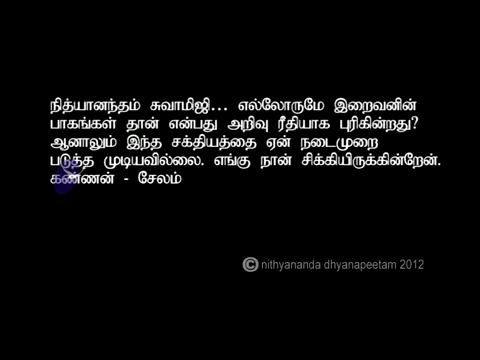 நித்யானந்தம் சுவாமிஜி... எல்லோருமே இறைவனின்
பாகங்கள் தான் என்பது அறிவு ரீதியாக புரிகின்றது?
ஆனாலும் இந்த சக்தியத்தை ஏன் நடைமுறை
படுத்த முடியவில்லை. எங்கு நான் சிக்கியிருக்கின்றேன்.
கண்ணன் - சேலம்
© nithyananda dhyanapeetam 2012